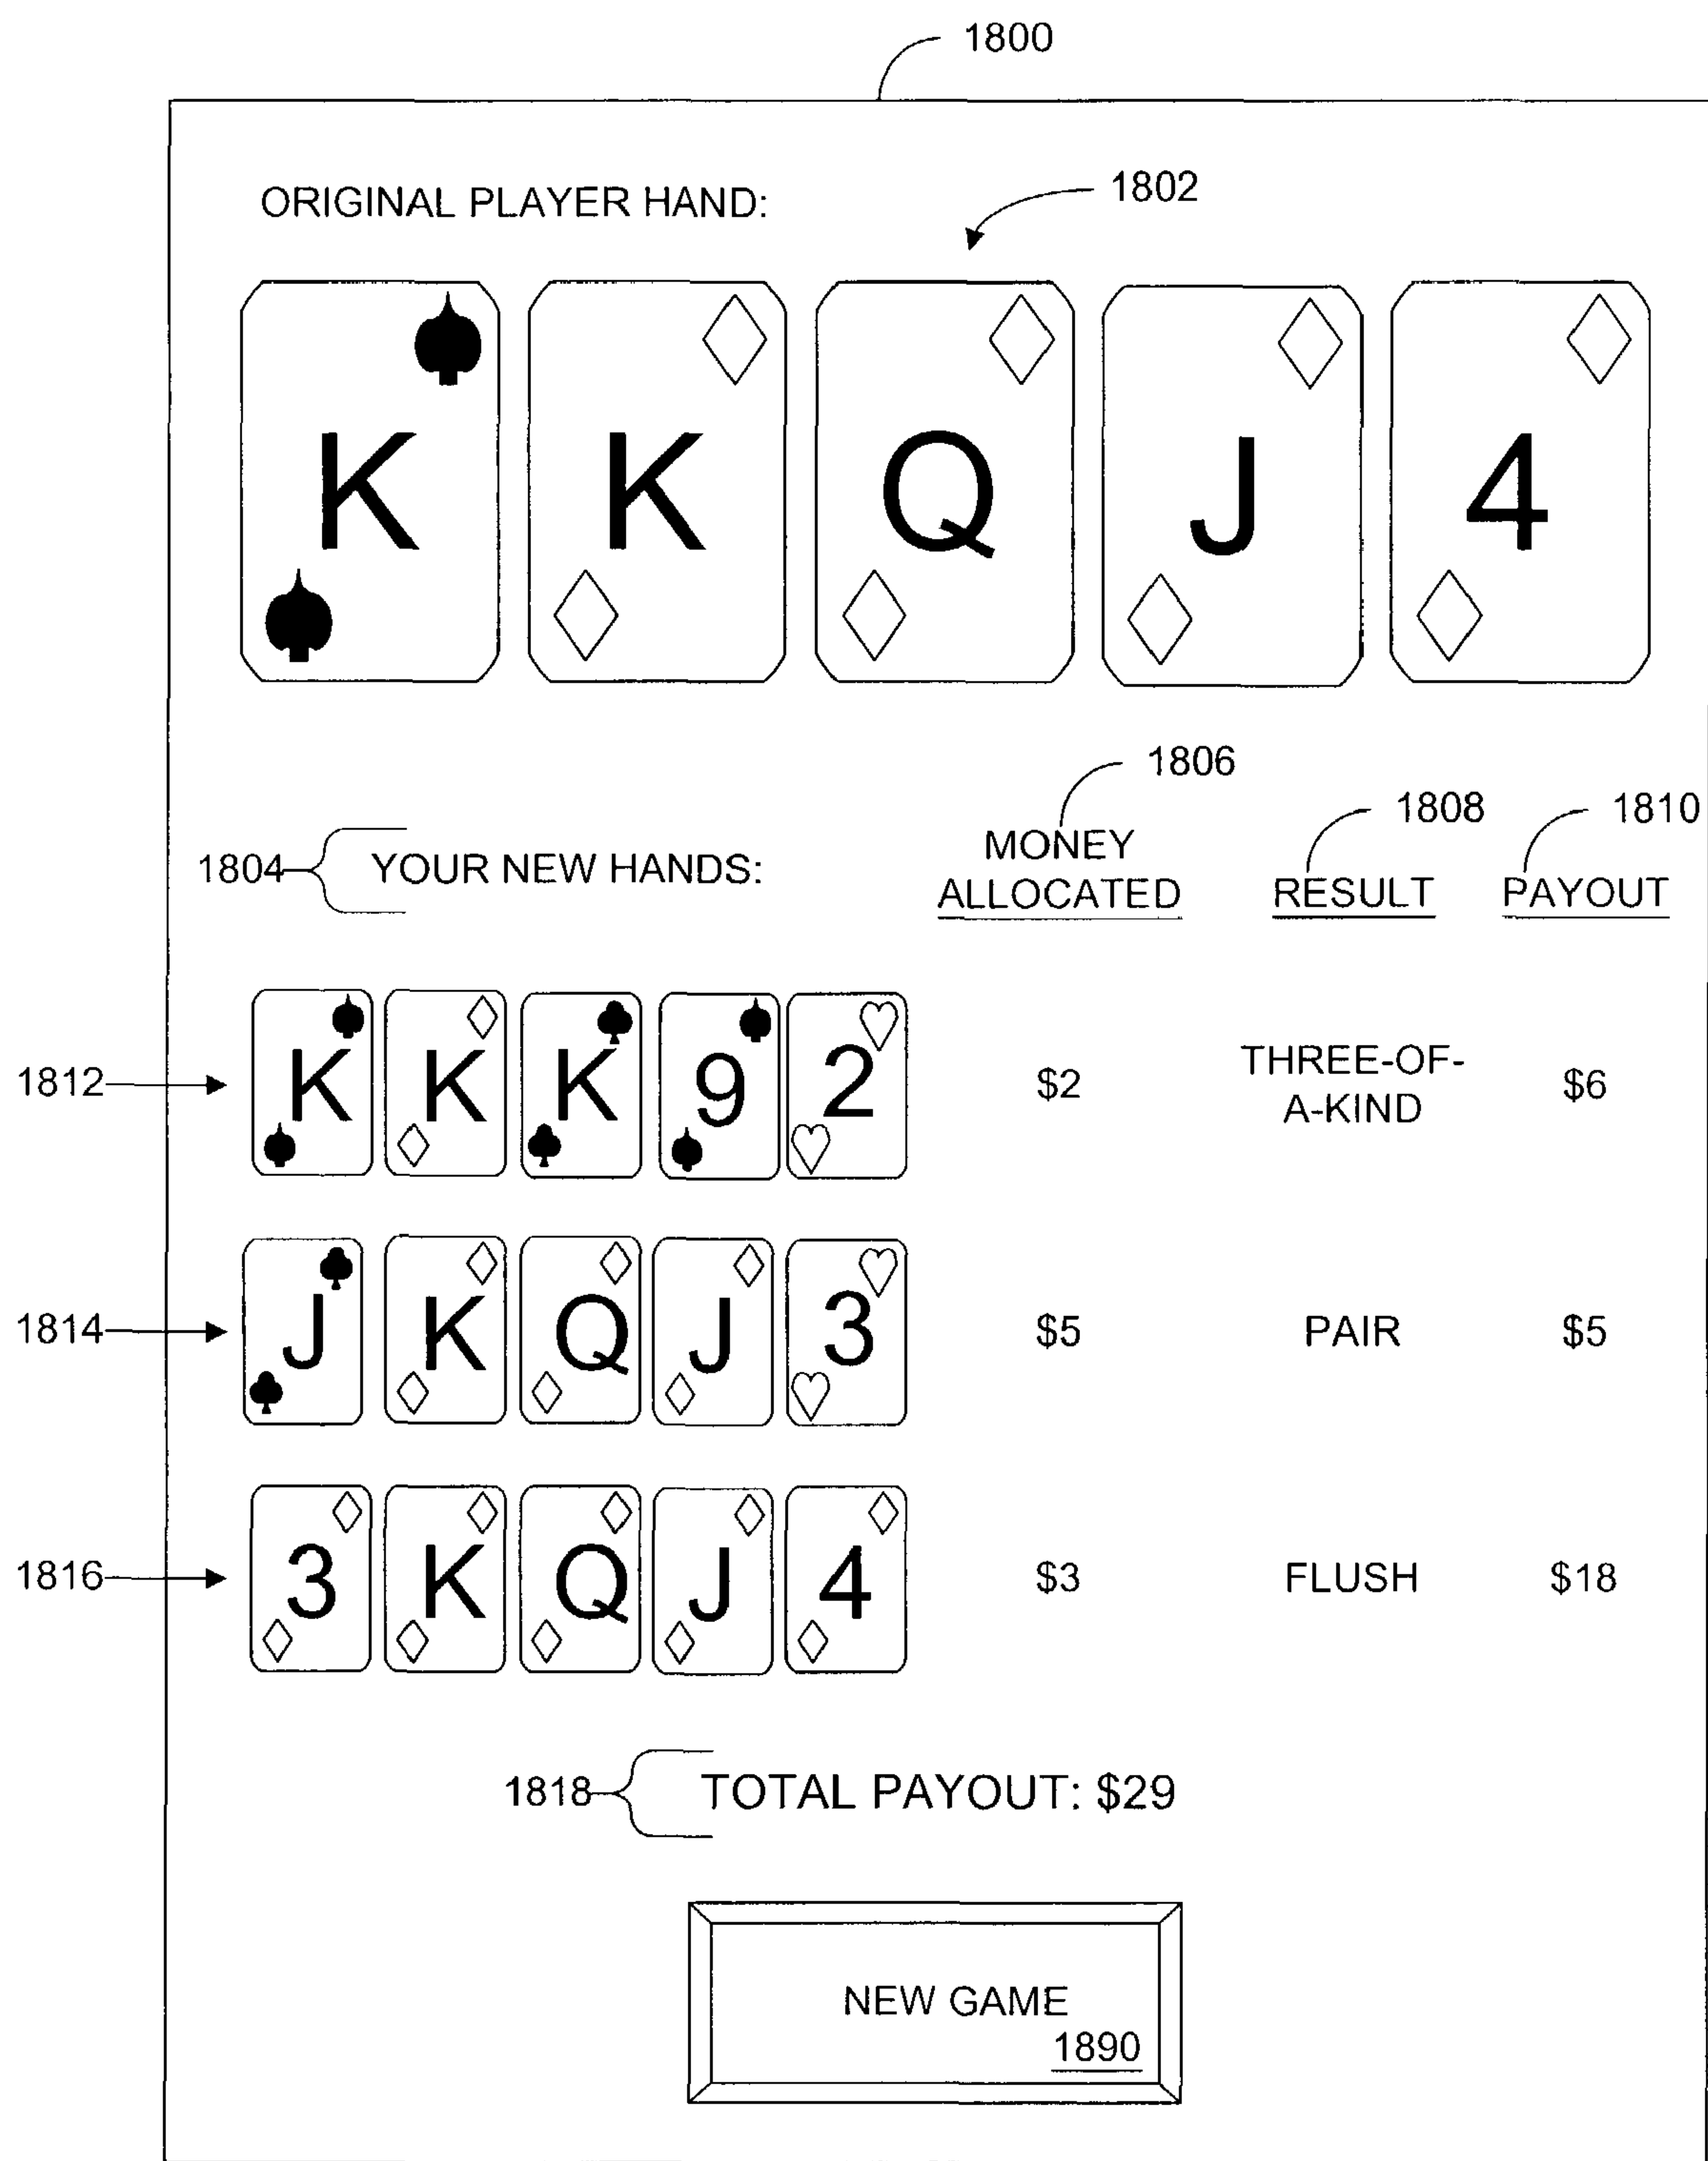 1800
ORIGINAL PLAYER HAND:
1802
K K Q J 4
1806
1808
1810
1804
YOUR NEW HANDS:
MONEY
ALLOCATED
RESULT
PAYOUT
1812
K K K 9 2
$2
THREE-OF-
A-KIND
$6
1814
J K Q J 3
$5
PAIR
$5
1816
3 K Q J 4
$3
FLUSH
$18
1818
TOTAL PAYOUT: $29
NEW GAME
1890